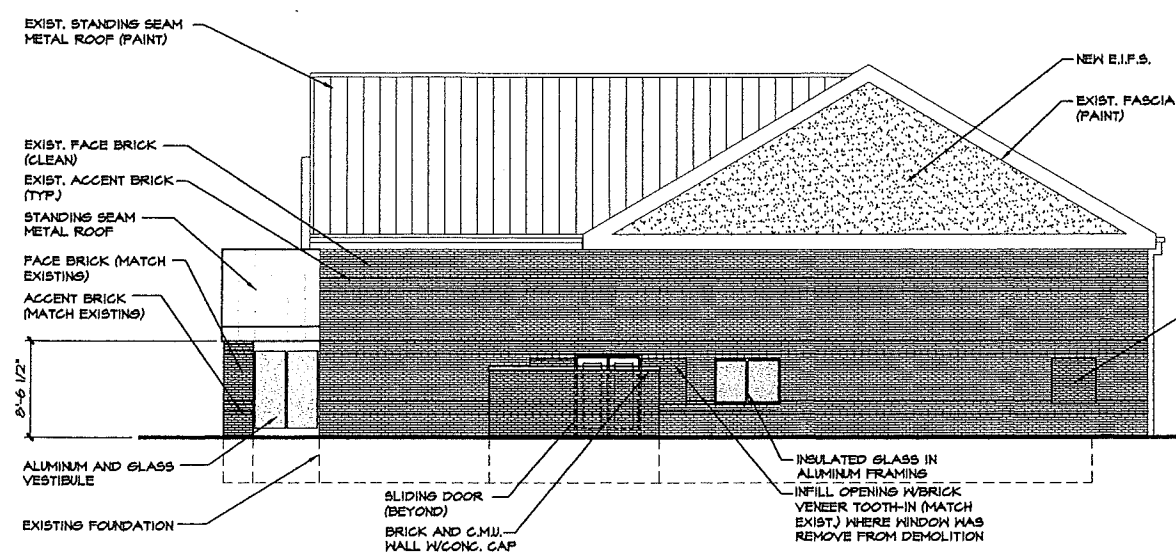 EXIST. STANDING SEAM
METAL ROOF (PAINT)
NEW E.I.F.S.
EXIST. FASCIA
(PAINT)
EXIST. FACE BRICK
(CLEAN)
EXIST. ACCENT BRICK
(TYP.)
STANDING SEAM
METAL ROOF
FACE BRICK (MATCH
EXISTING)
ACCENT BRICK
(MATCH EXISTING)
8'-6 1/2"
ALUMINUM AND GLASS
VESTIBULE
EXISTING FOUNDATION
SLIDING DOOR
(BEYOND)
BRICK AND C.M.U.
WALL W/CONC. CAP
INSULATED GLASS IN
ALUMINUM FRAMING
INFILL OPENING W/BRICK
VENEER TOOTH-IN (MATCH
EXIST.) WHERE WINDOW WAS
REMOVE FROM DEMOLITION